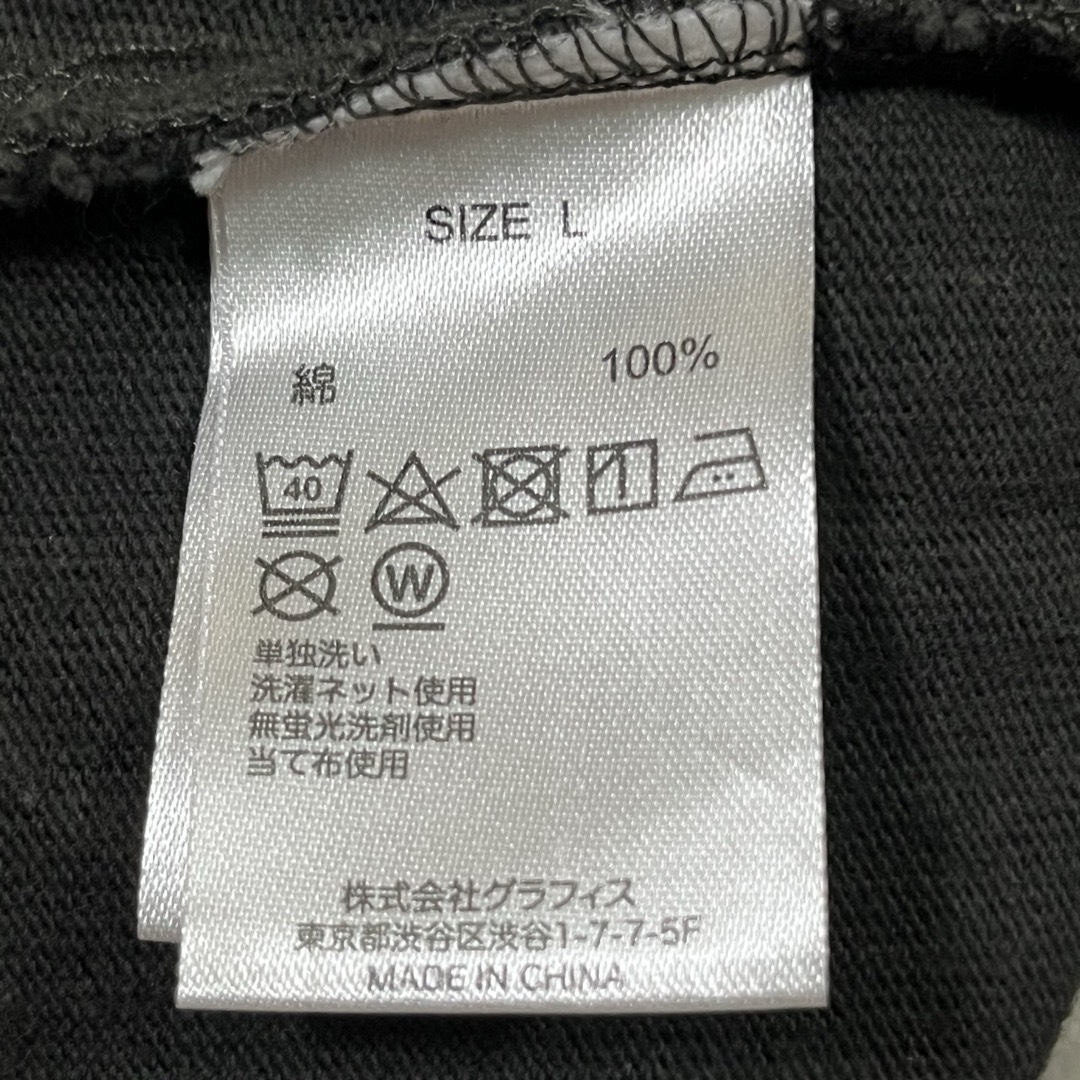 SIZE L
綿 100%
40
W
単独洗い
洗濯ネット使用
無蛍光洗剤使用
当て布使用
株式会社グラフィス
東京都渋谷区渋谷1-7-7-5F
MADE IN CHINA